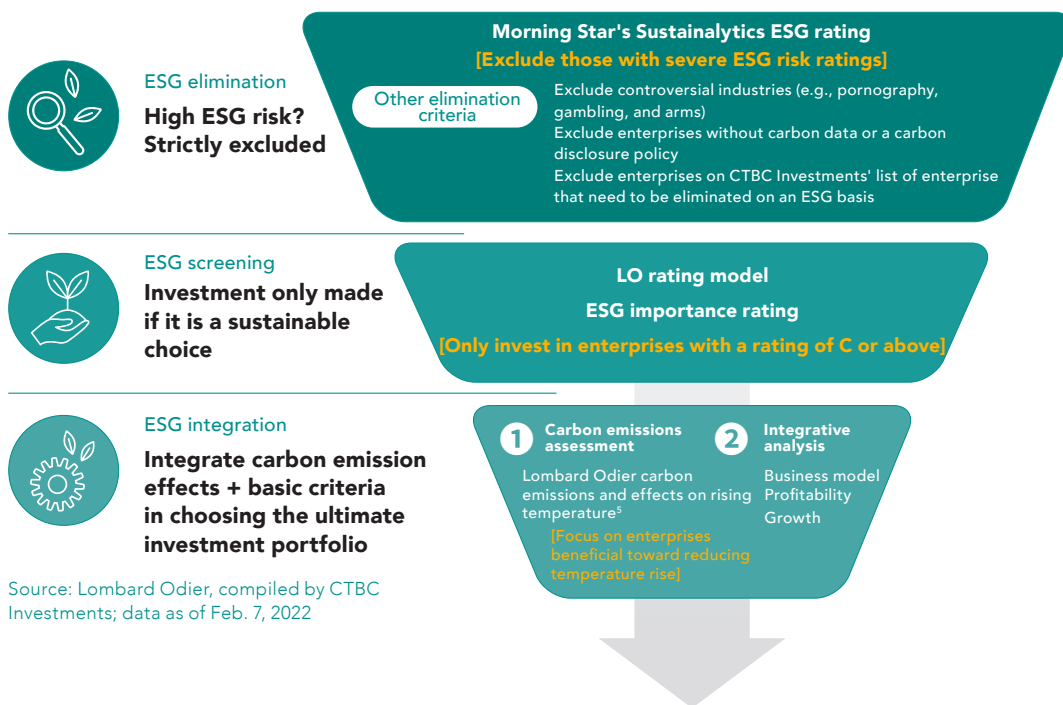 ESG elimination
High ESG risk?
Strictly excluded
Morning Star's Sustainalytics ESG rating
[Exclude those with severe ESG risk ratings]
Other elimination
criteria
Exclude controversial industries (e.g., pornography,
gambling, and arms)
Exclude enterprises without carbon data or a carbon
disclosure policy
Exclude enterprises on CTBC Investments' list of enterprise
that need to be eliminated on an ESG basis
ESG screening
Investment only made
if it is a sustainable
choice
LO rating model
ESG importance rating
[Only invest in enterprises with a rating of C or above]
ESG integration
Integrate carbon emission
effects + basic criteria
in choosing the ultimate
investment portfolio
1 Carbon emissions
assessment
Lombard Odier carbon
emissions and effects on rising
temperature⁵
[Focus on enterprises
beneficial toward reducing
temperature rise]
2 Integrative
analysis
Business model
Profitability
Growth
Source: Lombard Odier, compiled by CTBC
Investments; data as of Feb. 7, 2022